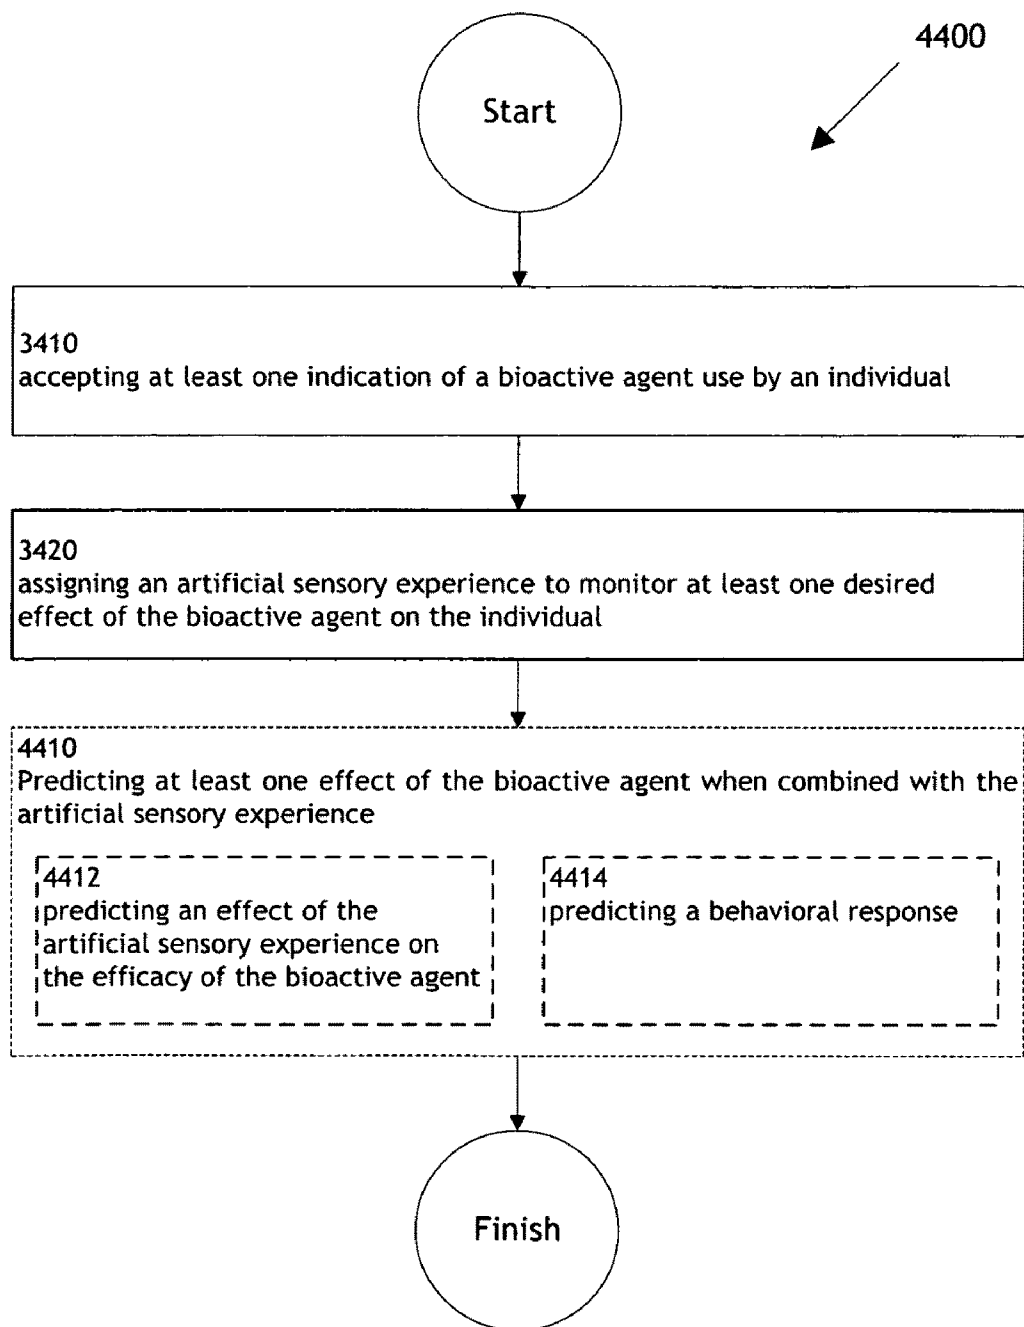 4400
Start
3410
accepting at least one indication of a bioactive agent use by an individual
3420
assigning an artificial sensory experience to monitor at least one desired
effect of the bioactive agent on the individual
4410
Predicting at least one effect of the bioactive agent when combined with the
artificial sensory experience
4412
predicting an effect of the
artificial sensory experience on
the efficacy of the bioactive agent
4414
predicting a behavioral response
Finish